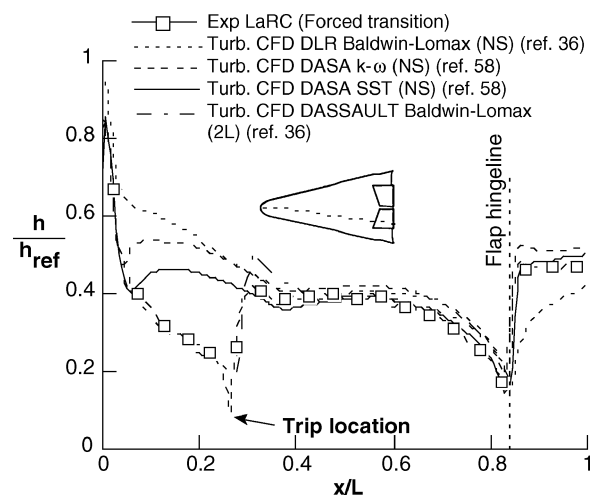 Exp LaRC (Forced transition)
Turb. CFD DLR Baldwin-Lomax (NS) (ref. 36)
Turb. CFD DASA k-ω (NS) (ref. 58)
Turb. CFD DASA SST (NS) (ref. 58)
Turb. CFD DASSAULT Baldwin-Lomax
(2L) (ref. 36)
1
0.8
0.6
0.4
0.2
0
h
h ref
Flap hingeline
Trip location
0
0.2
0.4
0.6
0.8
1
x/L